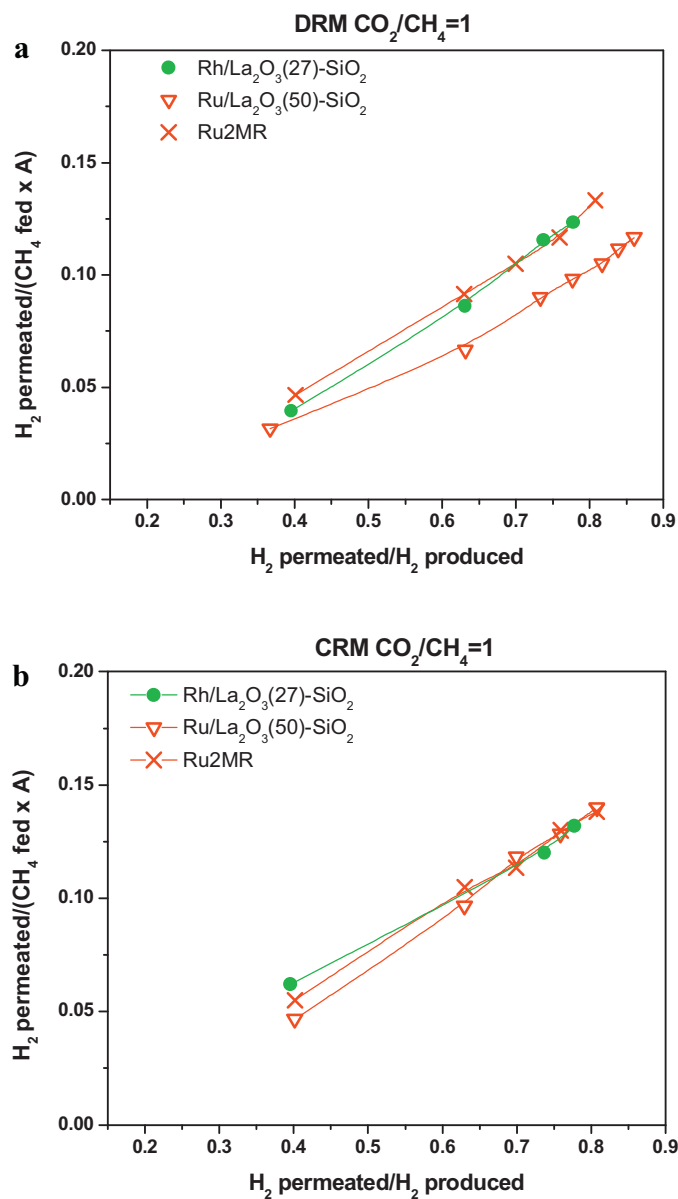 a
DRM CO₂/CH₄=1
0.20
0.15
0.10
0.05
0.00
H₂ permeated/(CH₄ fed x A)
Rh/La₂O₃(27)-SiO₂
Ru/La₂O₃(50)-SiO₂
Ru2MR
0.2 0.3 0.4 0.5 0.6 0.7 0.8 0.9
H₂ permeated/H₂ produced
b
CRM CO₂/CH₄=1
0.20
0.15
0.10
0.05
0.00
H₂ permeated/(CH₄ fed x A)
Rh/La₂O₃(27)-SiO₂
Ru/La₂O₃(50)-SiO₂
Ru2MR
0.2 0.3 0.4 0.5 0.6 0.7 0.8 0.9
H₂ permeated/H₂ produced